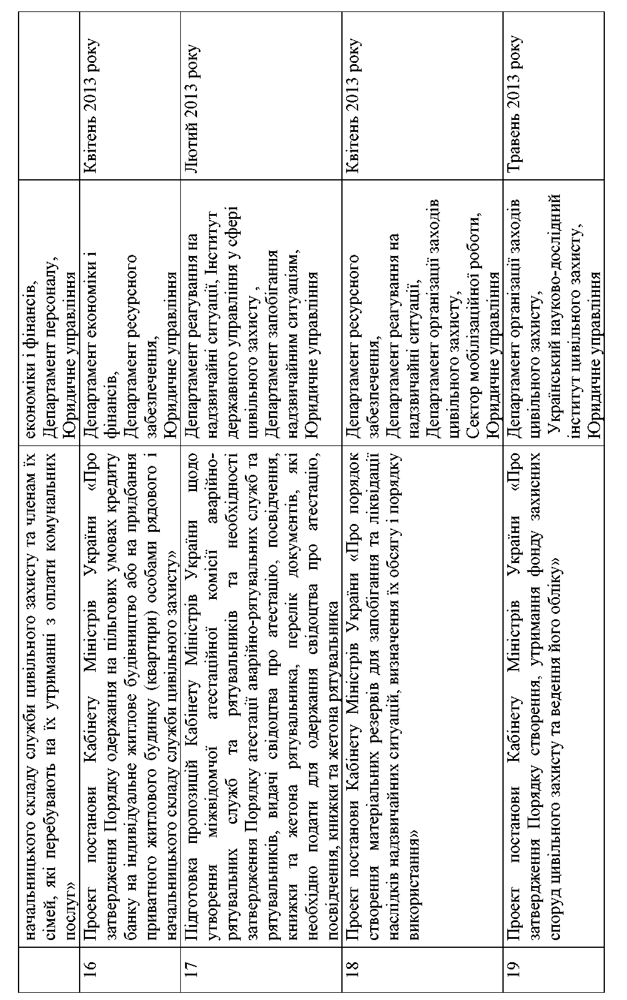 начальницького складу служби цивільного захисту та членам їх
сімей, які перебувають на їх утриманні з оплати комунальних
послуг»
економіки і фінансів,
Департамент персоналу,
Юридичне управління
16
Проект постанови Кабінету Міністрів України «Про
затвердження Порядку одержання на пільгових умовах кредиту
банку на індивідуальне житлове будівництво або на придбання
приватного житлового будинку (квартири) особами рядового і
начальницького складу служби цивільного захисту»
Департамент економіки і
фінансів,
Департамент ресурсного
забезпечення,
Юридичне управління
Квітень 2013 року
17
Підготовка пропозицій Кабінету Міністрів України щодо
утворення міжвідомчої атестаційної комісії аварійно-
рятувальних служб та рятувальників та необхідності
затвердження Порядку атестації аварійно-рятувальних служб та
рятувальників, видачі свідоцтва про атестацію, посвідчення,
книжки та жетона рятувальника, перелік документів, які
необхідно подати для одержання свідоцтва про атестацію,
посвідчення, книжки та жетона рятувальника
Департамент реагування на
надзвичайні ситуації, Інститут
державного управління у сфері
цивільного захисту ,
Департамент запобігання
надзвичайним ситуаціям,
Юридичне управління
Лютий 2013 року
18
Проект постанови Кабінету Міністрів України «Про порядок
створення матеріальних резервів для запобігання та ліквідації
наслідків надзвичайних ситуацій, визначення їх обсягу і порядку
використання»
Департамент ресурсного
забезпечення,
Департамент реагування на
надзвичайні ситуації,
Департамент організації заходів
цивільного захисту,
Сектор мобілізаційної роботи,
Юридичне управління
Квітень 2013 року
19
Проект постанови Кабінету Міністрів України «Про
затвердження Порядку створення, утримання фонду захисних
споруд цивільного захисту та ведення його обліку»
Департамент організації заходів
цивільного захисту,
Український науково-дослідний
інститут цивільного захисту,
Юридичне управління
Травень 2013 року